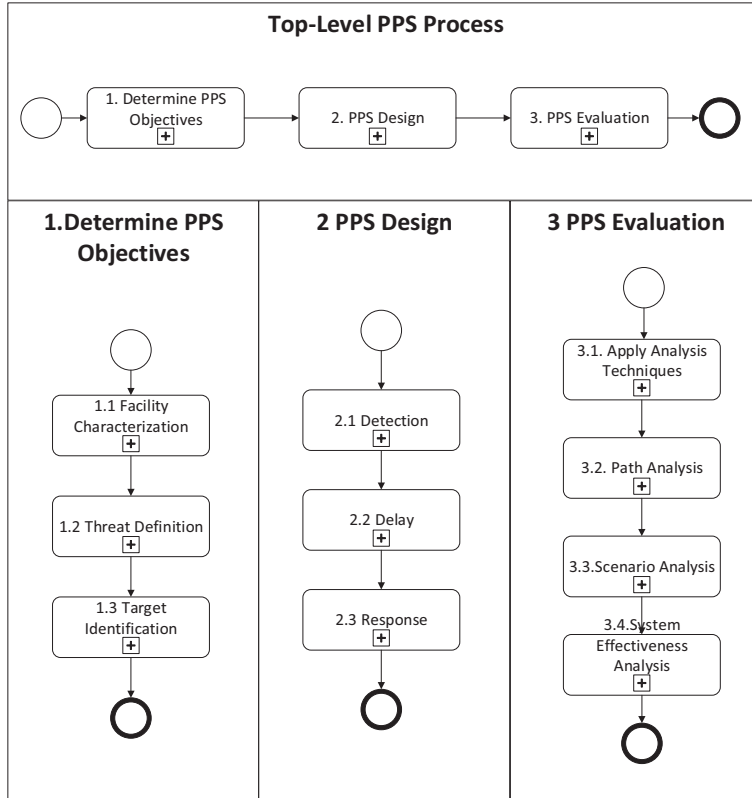 Top-Level PPS Process
1. Determine PPS
Objectives
2. PPS Design
3. PPS Evaluation
1.Determine PPS
Objectives
1.1 Facility
Characterization
1.2 Threat Definition
1.3 Target
Identification
2 PPS Design
2.1 Detection
2.2 Delay
2.3 Response
3 PPS Evaluation
3.1. Apply Analysis
Techniques
3.2. Path Analysis
3.3.Scenario Analysis
3.4.System
Effectiveness
Analysis